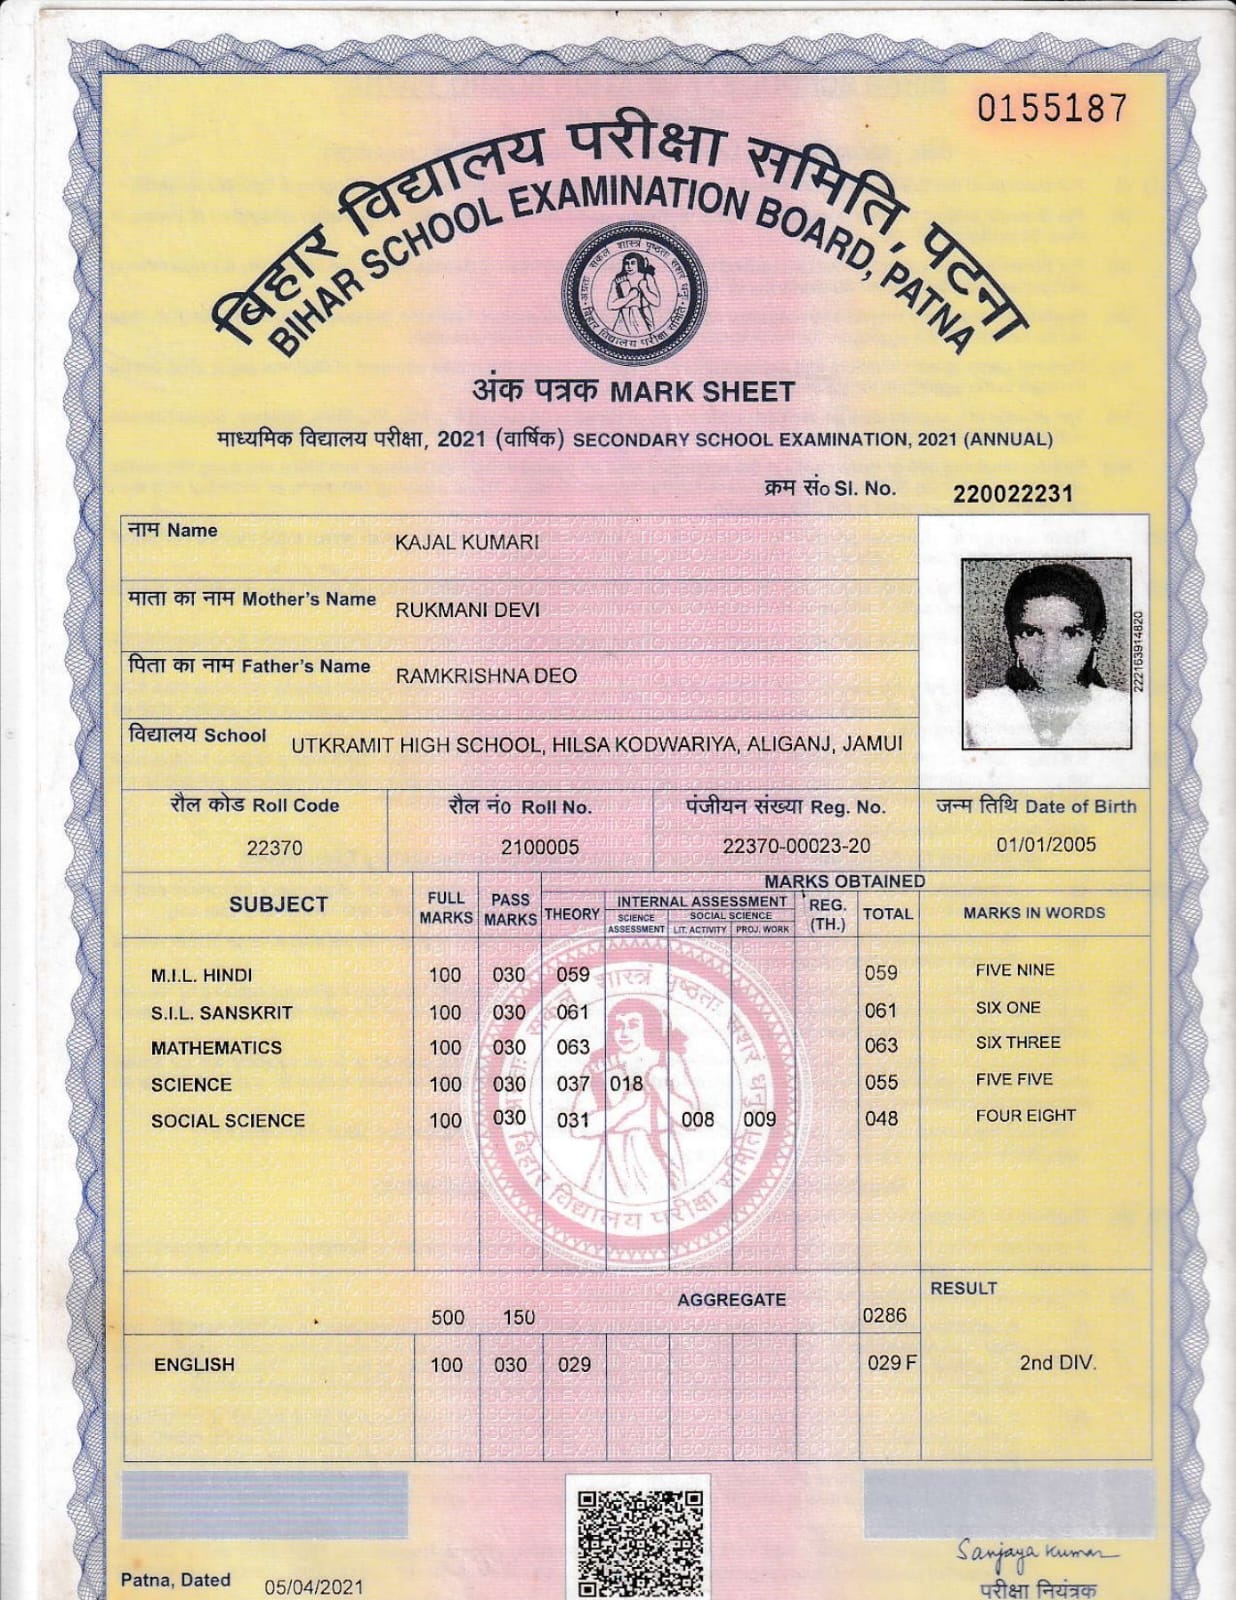 0155187
बिहार विद्यालय परीक्षा समिति, पटना
BIHAR SCHOOL EXAMINATION BOARD, PATNA
अंक पत्रक MARK SHEET
माध्यमिक विद्यालय परीक्षा, 2021 (वार्षिक) SECONDARY SCHOOL EXAMINATION, 2021 (ANNUAL)
क्रम सं० Sl. No. 220022231
नाम Name KAJAL KUMARI
माता का नाम Mother's Name RUKMANI DEVI
पिता का नाम Father's Name RAMKRISHNA DEO
222163914820
विद्यालय School UTKRAMIT HIGH SCHOOL, HILSA KODWARIYA, ALIGANJ, JAMUI
रौल कोड Roll Code रौल नं० Roll No. पंजीयन संख्या Reg. No. जन्म तिथि Date of Birth
22370 2100005 22370-00023-20 01/01/2005
SUBJECT FULL MARKS PASS MARKS MARKS OBTAINED
THEORY INTERNAL ASSESSMENT REG. (TH.) TOTAL MARKS IN WORDS
SCIENCE ASSESSMENT SOCIAL SCIENCE
LIT. ACTIVITY PROJ. WORK
M.I.L. HINDI 100 030 059 059 FIVE NINE
S.I.L. SANSKRIT 100 030 061 061 SIX ONE
MATHEMATICS 100 030 063 063 SIX THREE
SCIENCE 100 030 037 018 055 FIVE FIVE
SOCIAL SCIENCE 100 030 031 008 009 048 FOUR EIGHT
बिहार विद्यालय परीक्षा समिति
500 150 AGGREGATE 0286 RESULT
ENGLISH 100 030 029 029 F 2nd DIV.
Sanjaya Kumar
Patna, Dated 05/04/2021 परीक्षा नियंत्रक